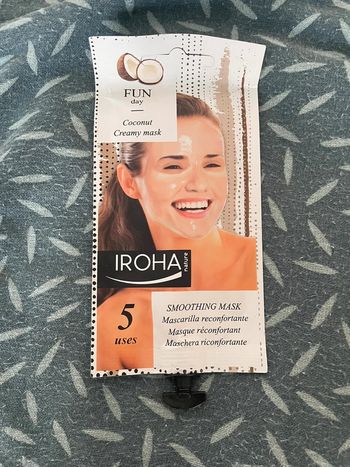 FUN
day
Coconut
Creamy mask
IROHA
nature
5
uses
SMOOTHING MASK
Mascarilla reconfortante
Masque réconfortant
Maschera riconfortante